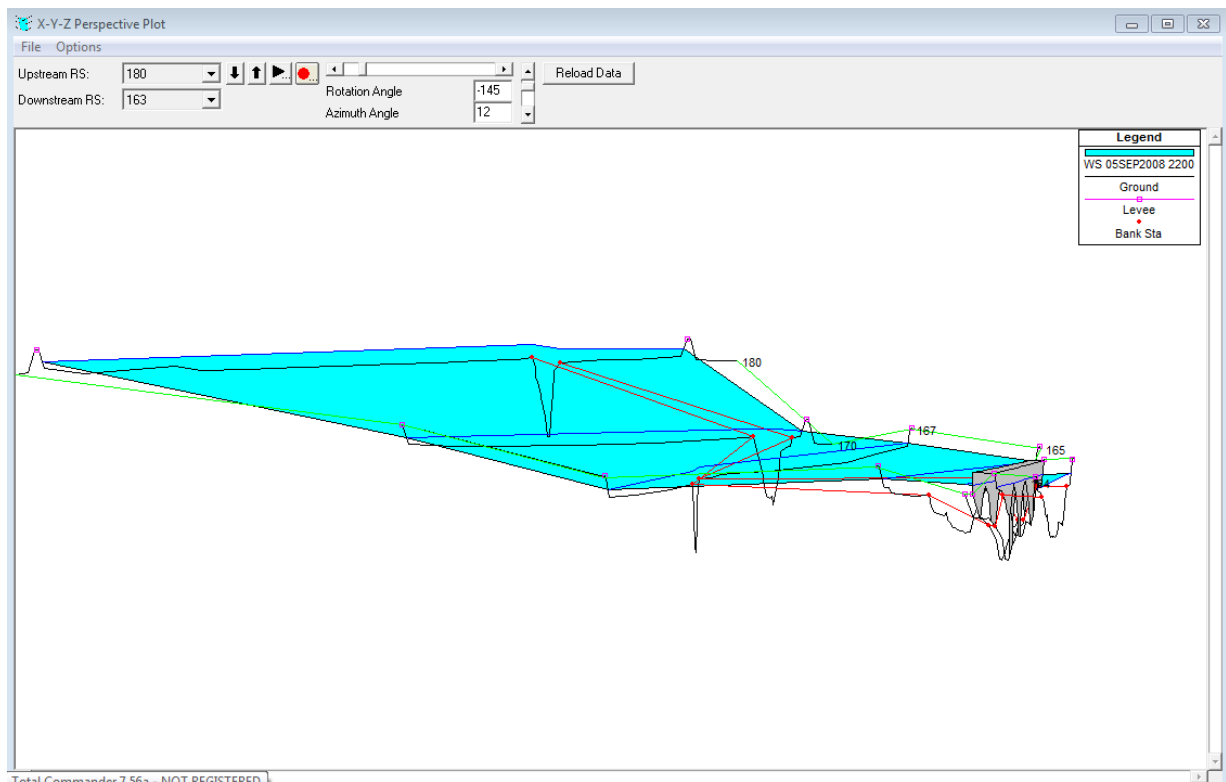 X-Y-Z Perspective Plot
File Options
Upstream RS: 180
Downstream RS: 163
Rotation Angle -145
Azimuth Angle 12
Reload Data
Legend
WS 05SEP2008 2200
Ground
Levee
Bank Sta
180
170
167
165
Total Commander 7.56a - NOT REGISTERED